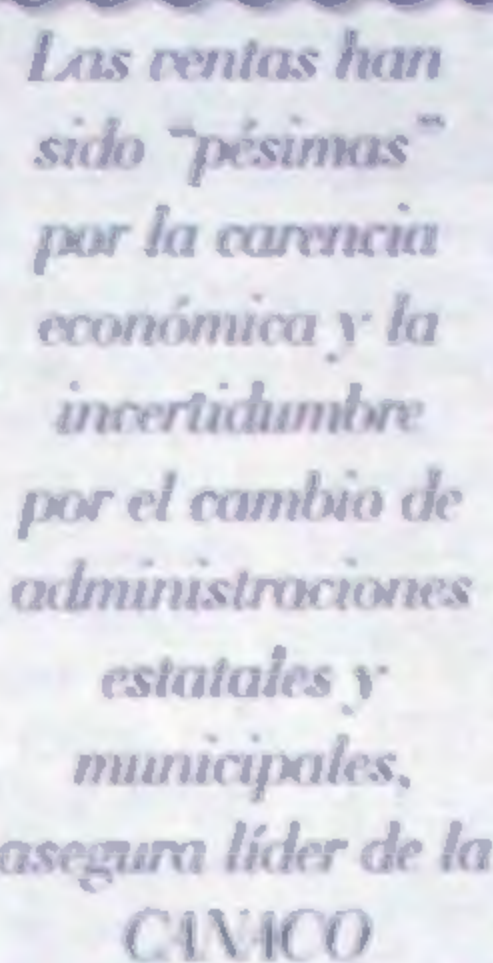 Las ventas han
sido "pésimas"
por la carencia
económica y la
incertidumbre
por el cambio de
administraciones
estatales y
municipales,
asegura líder de la
CANACO